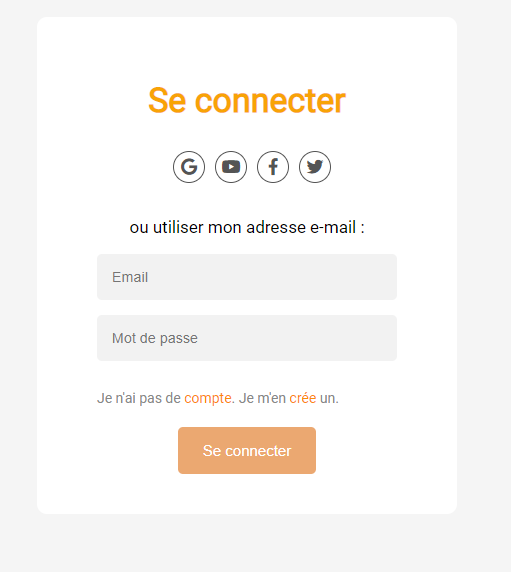 Se connecter
ou utiliser mon adresse e-mail :
Email
Mot de passe
Je n'ai pas de compte. Je m'en crée un.
Se connecter